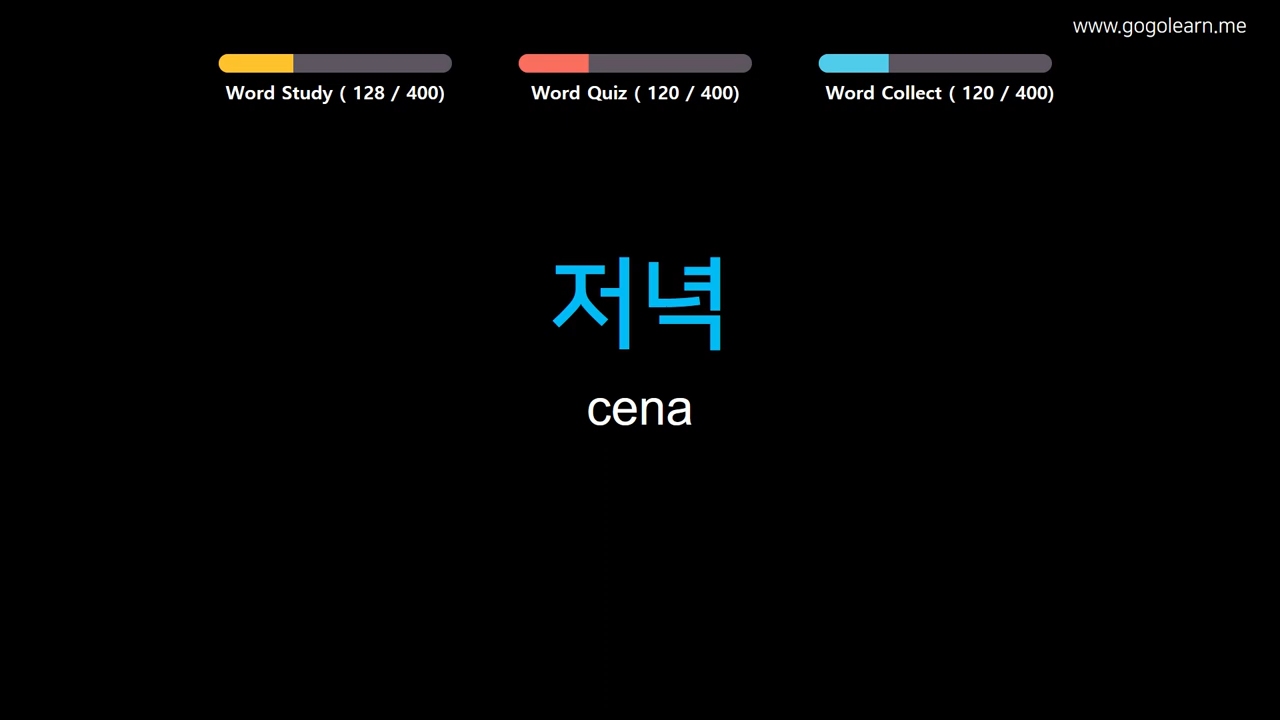 www.gogolearn.me
Word Study ( 128 / 400)
Word Quiz ( 120 / 400)
Word Collect ( 120 / 400)
저녁
cena